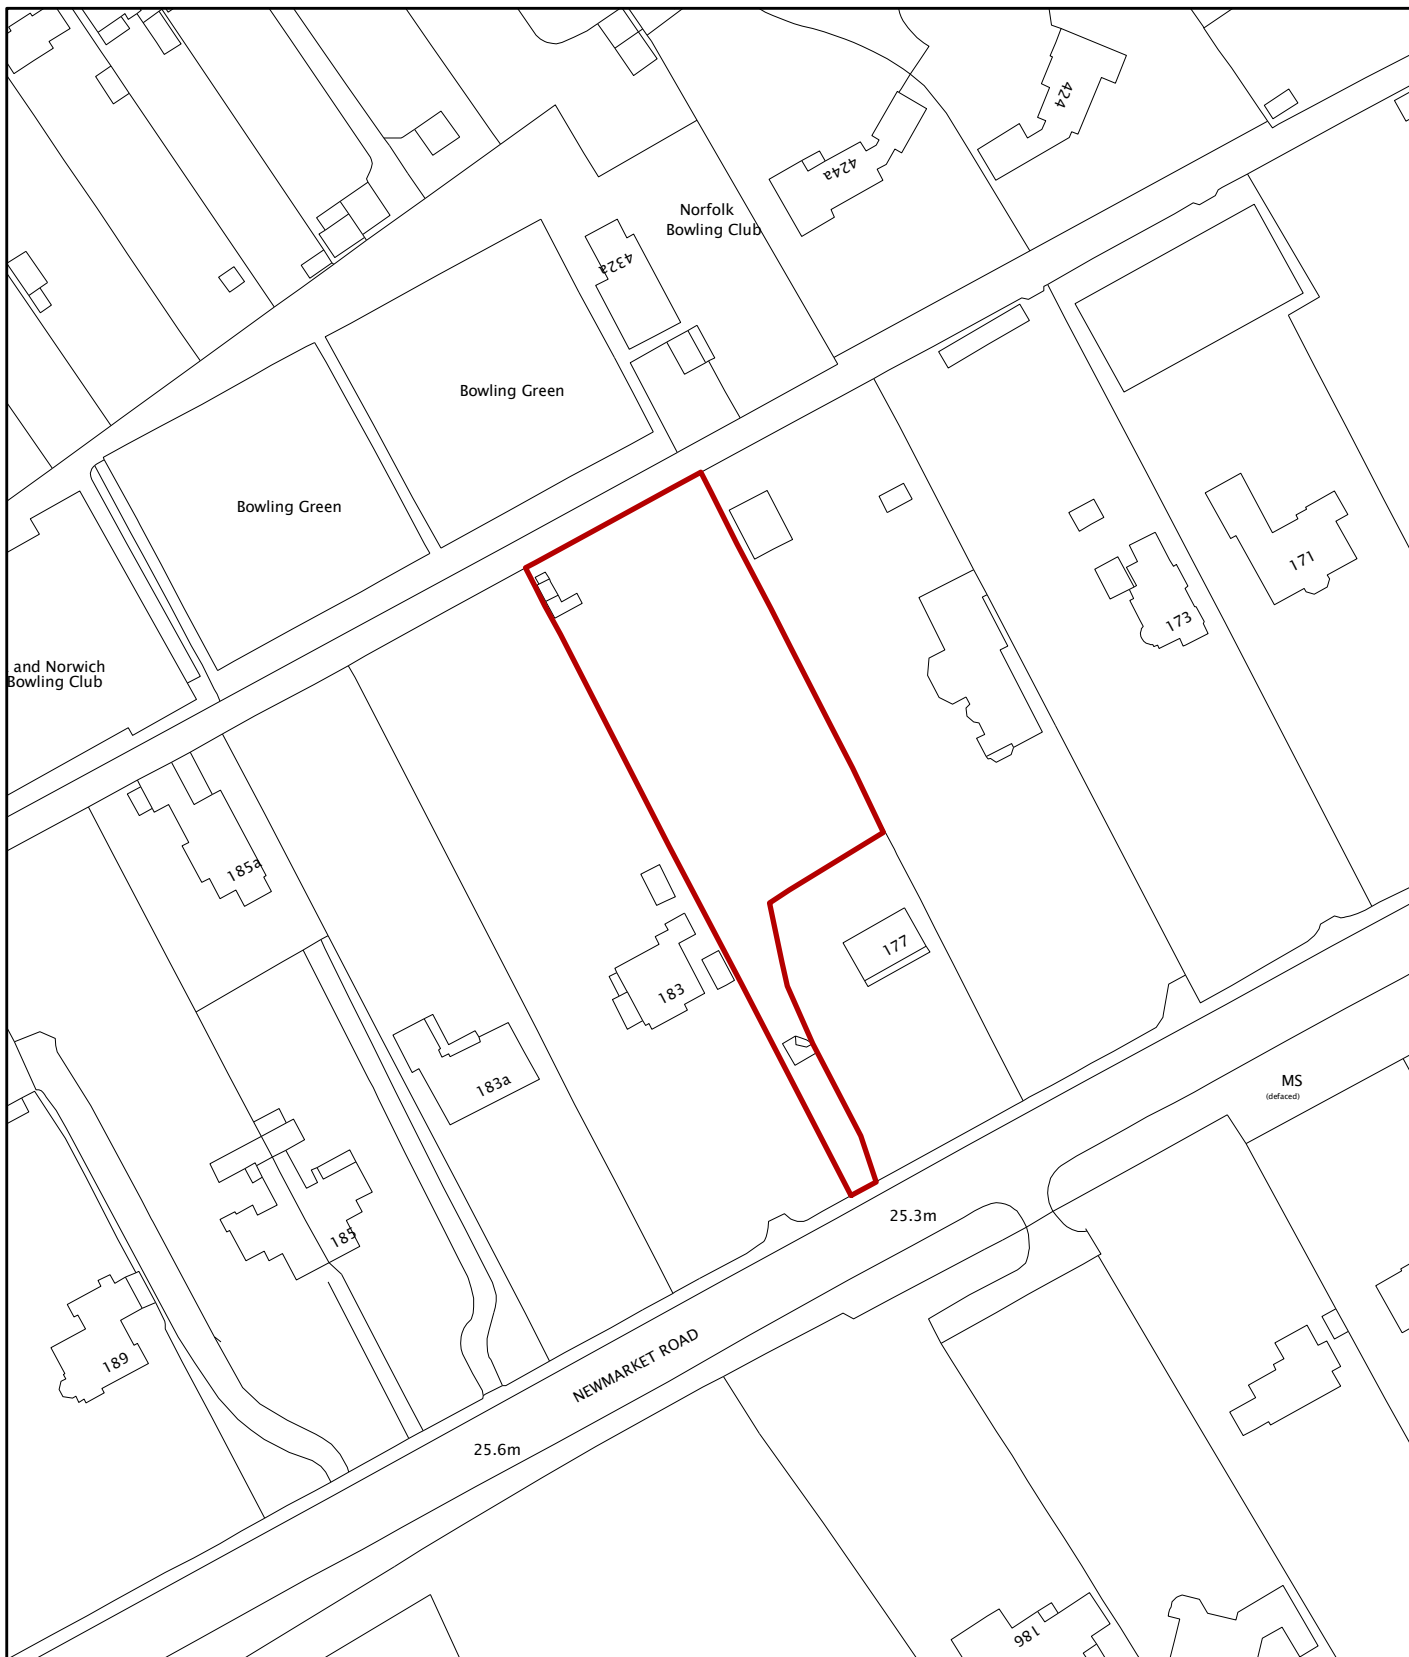 424
424a
Norfolk
Bowling Club
432a
Bowling Green
Bowling Green
171
173
and Norwich
Bowling Club
185a
177
183
183a
MS
(defaced)
25.3m
185
NEWMARKET ROAD
189
25.6m
186